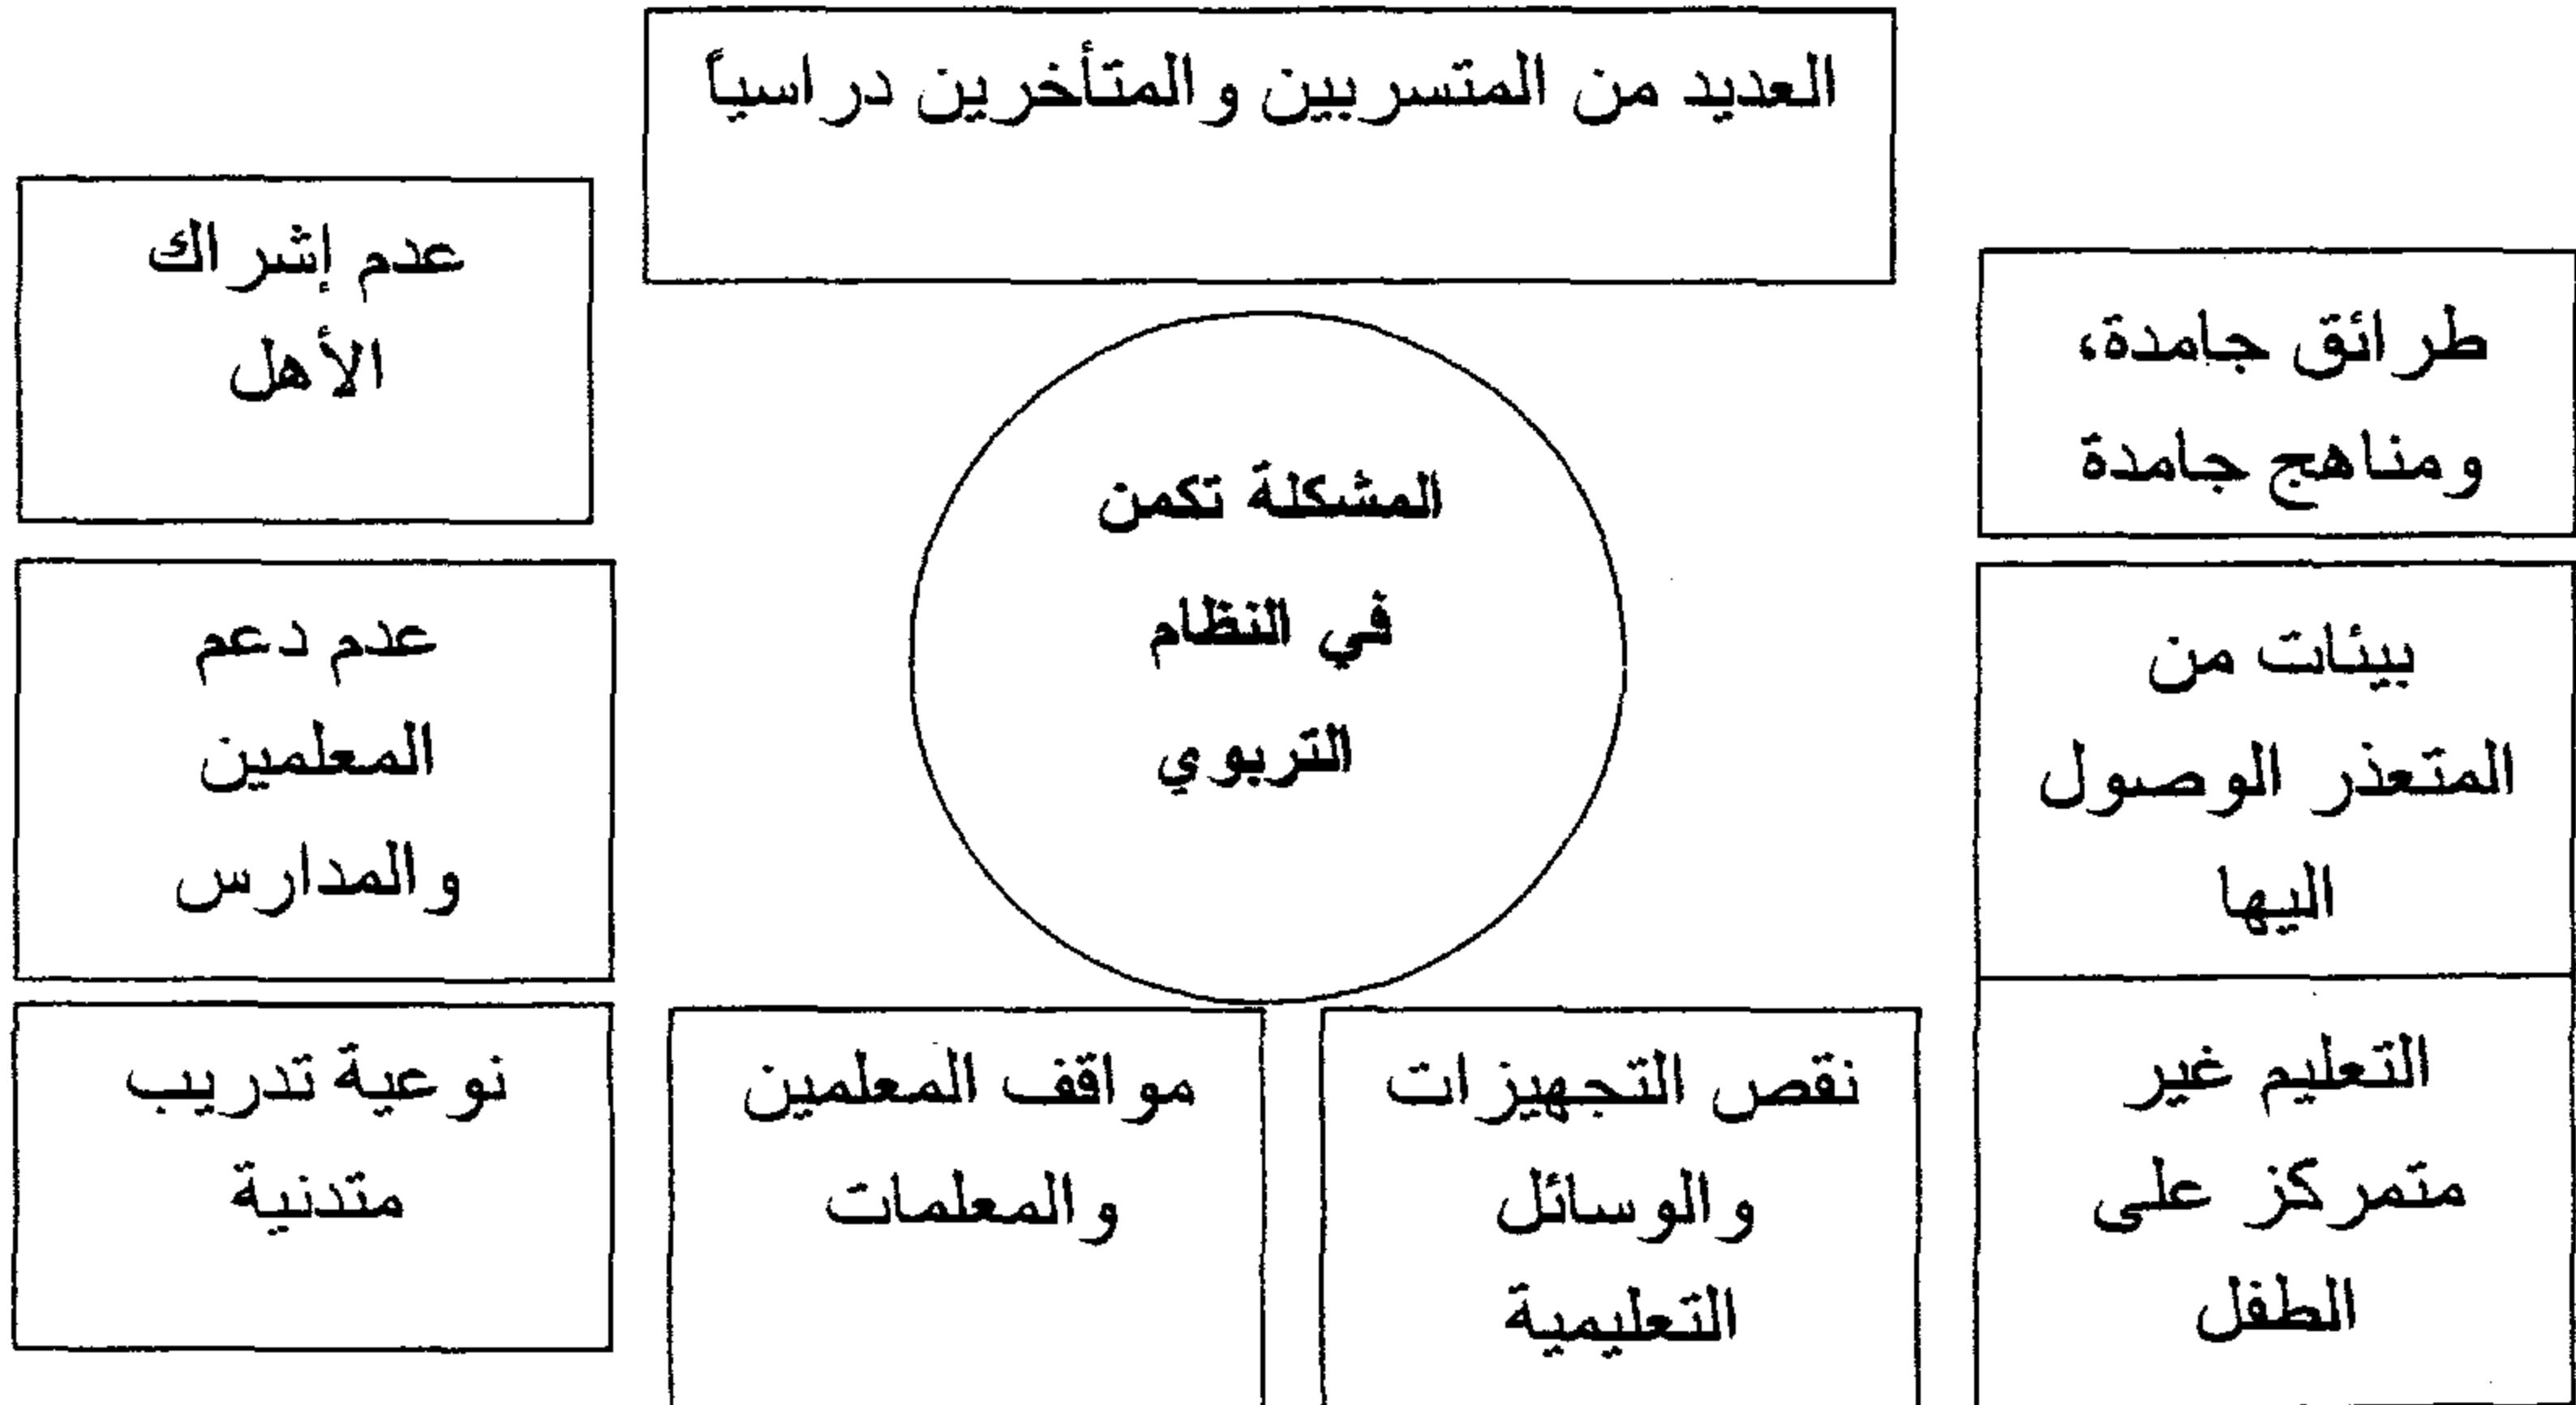 العديد من المتسربين والمتأخرين دراسياً
طرائق جامدة،
ومناهج جامدة
عدم إشراك
الأهل
المشكلة تكمن
في النظام
التربوي
بيئات من
المتعذر الوصول
اليها
عدم دعم
المعلمين
والمدارس
التعليم غير
متمركز على
الطفل
نقص التجهيزات
والوسائل
التعليمية
مواقف المعلمين
والمعلمات
نوعية تدريب
متدنية